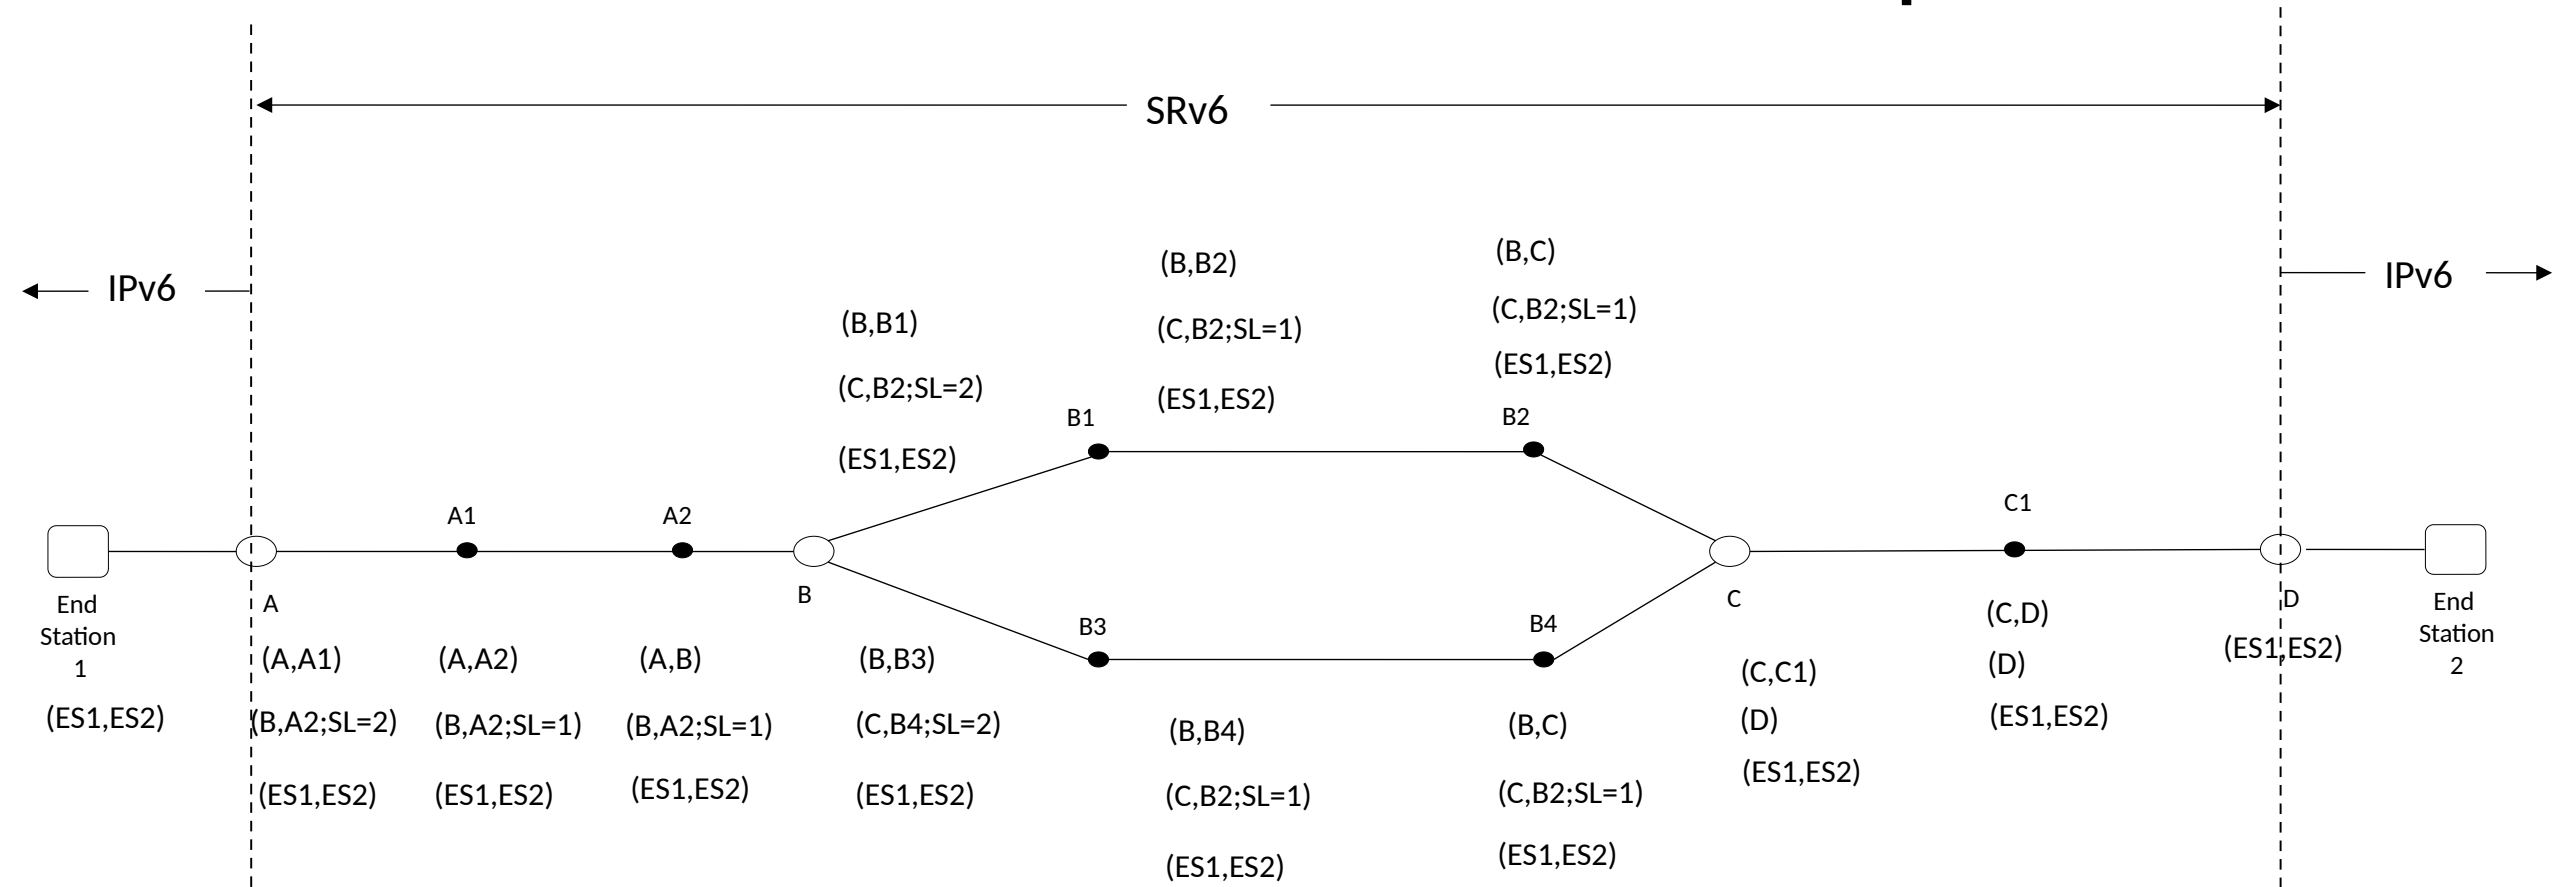 SRv6
IPv6
IPv6
(B,B1)
(C,B2;SL=2)
(ES1,ES2)
(B,B2)
(C,B2;SL=1)
(ES1,ES2)
(B,C)
(C,B2;SL=1)
(ES1,ES2)
B1
B2
A1
A2
C1
End
Station
1
(ES1,ES2)
A
(A,A1)
(B,A2;SL=2)
(ES1,ES2)
(A,A2)
(B,A2;SL=1)
(ES1,ES2)
(A,B)
(B,A2;SL=1)
(ES1,ES2)
B
(B,B3)
(C,B4;SL=2)
(ES1,ES2)
B3
(B,B4)
(C,B2;SL=1)
(ES1,ES2)
B4
(B,C)
(C,B2;SL=1)
(ES1,ES2)
C
(C,C1)
(D)
(ES1,ES2)
(C,D)
(D)
(ES1,ES2)
D
(ES1,ES2)
End
Station
2